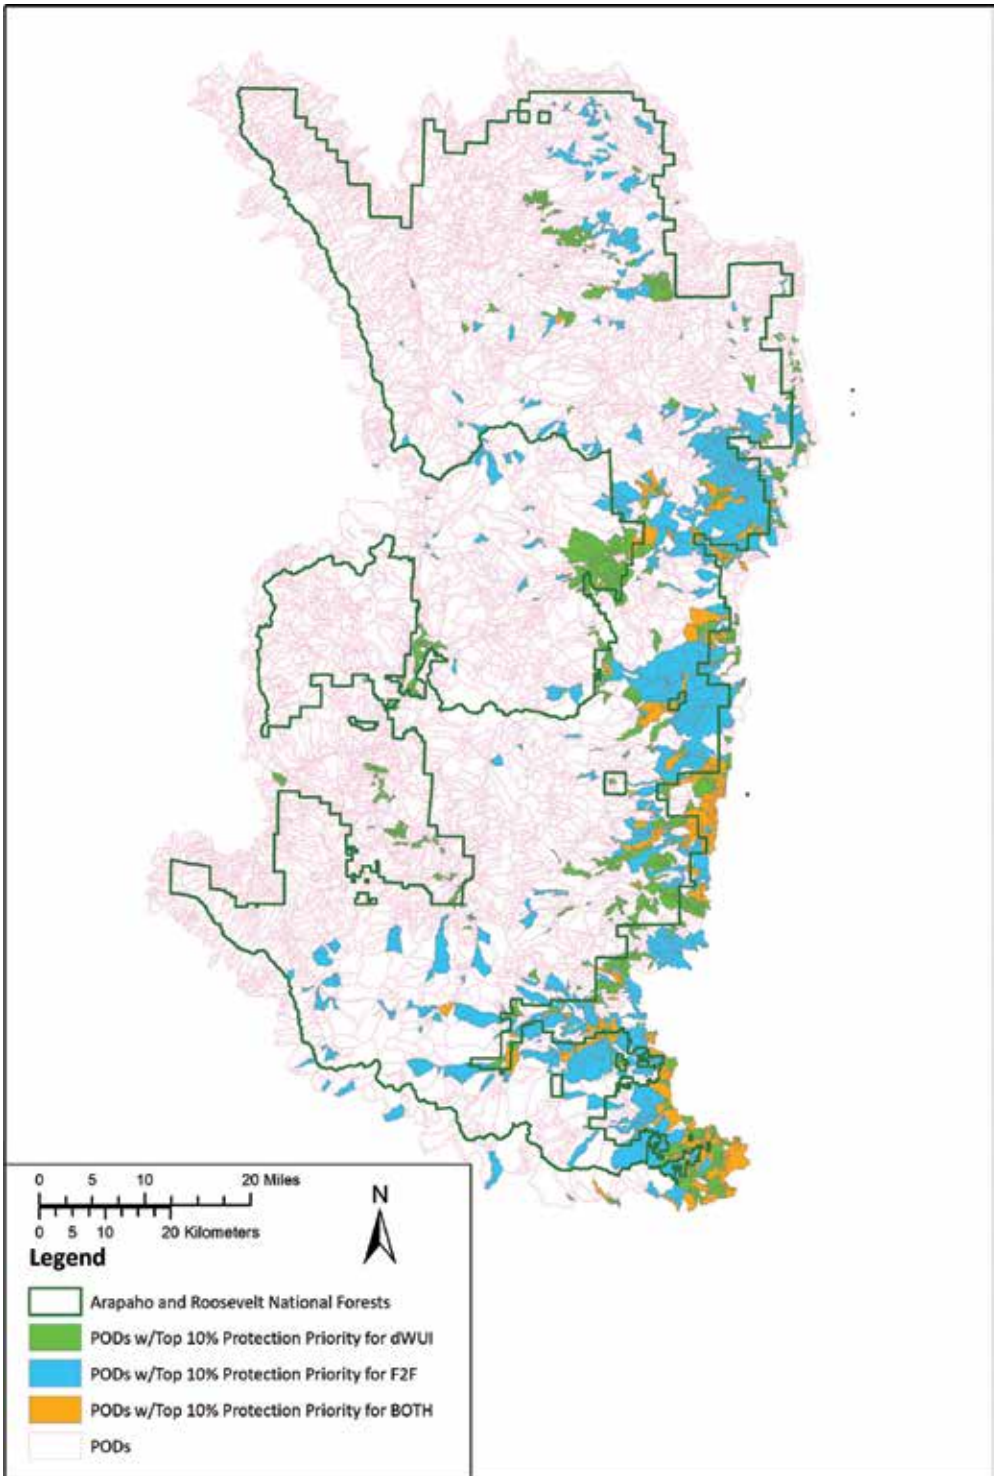 0 5 10 20 Miles
0 5 10 20 Kilometers
N
Legend
Arapaho and Roosevelt National Forests
PODs w/Top 10% Protection Priority for dWUI
PODs w/Top 10% Protection Priority for F2F
PODs w/Top 10% Protection Priority for BOTH
PODs